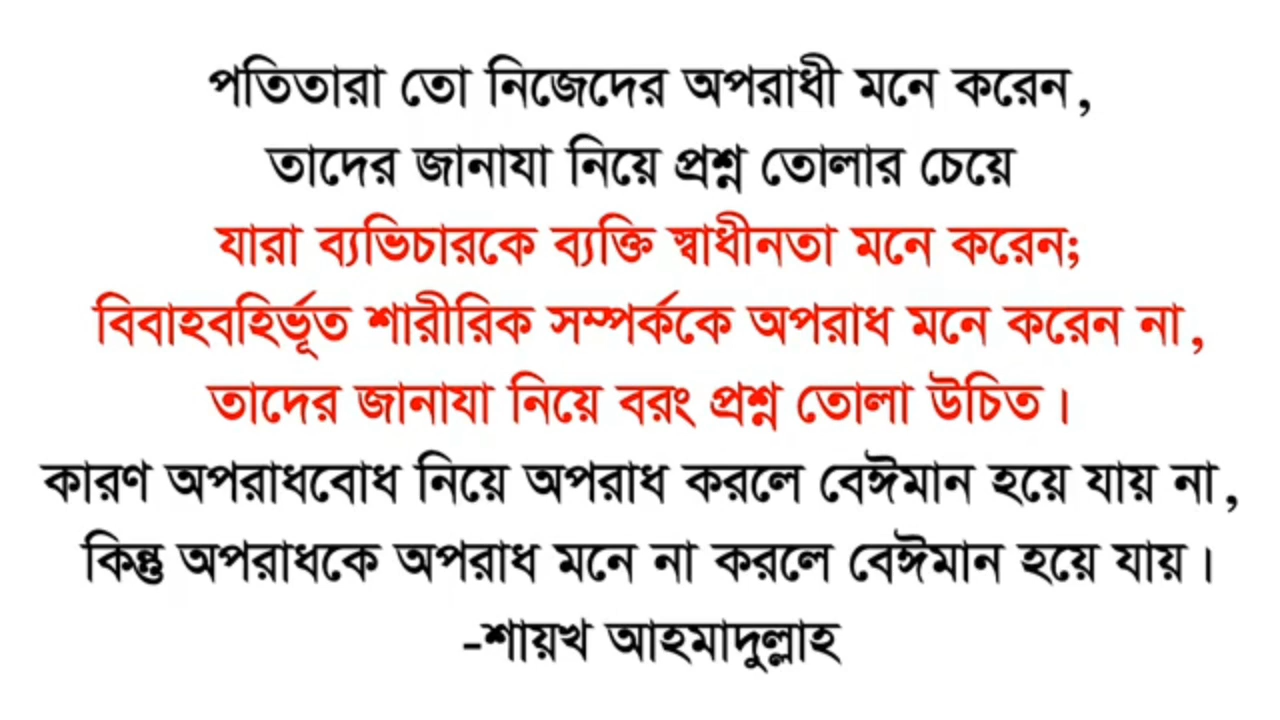 পতিতারা তো নিজেদের অপরাধী মনে করেন,
তাদের জানাযা নিয়ে প্রশ্ন তোলার চেয়ে
যারা ব্যভিচারকে ব্যক্তি স্বাধীনতা মনে করেন;
বিবাহবহির্ভূত শারীরিক সম্পর্ককে অপরাধ মনে করেন না,
তাদের জানাযা নিয়ে বরং প্রশ্ন তোলা উচিত।
কারণ অপরাধবোধ নিয়ে অপরাধ করলে বেঈমান হয়ে যায় না,
কিন্তু অপরাধকে অপরাধ মনে না করলে বেঈমান হয়ে যায়।
-শায়খ আহমাদুল্লাহ